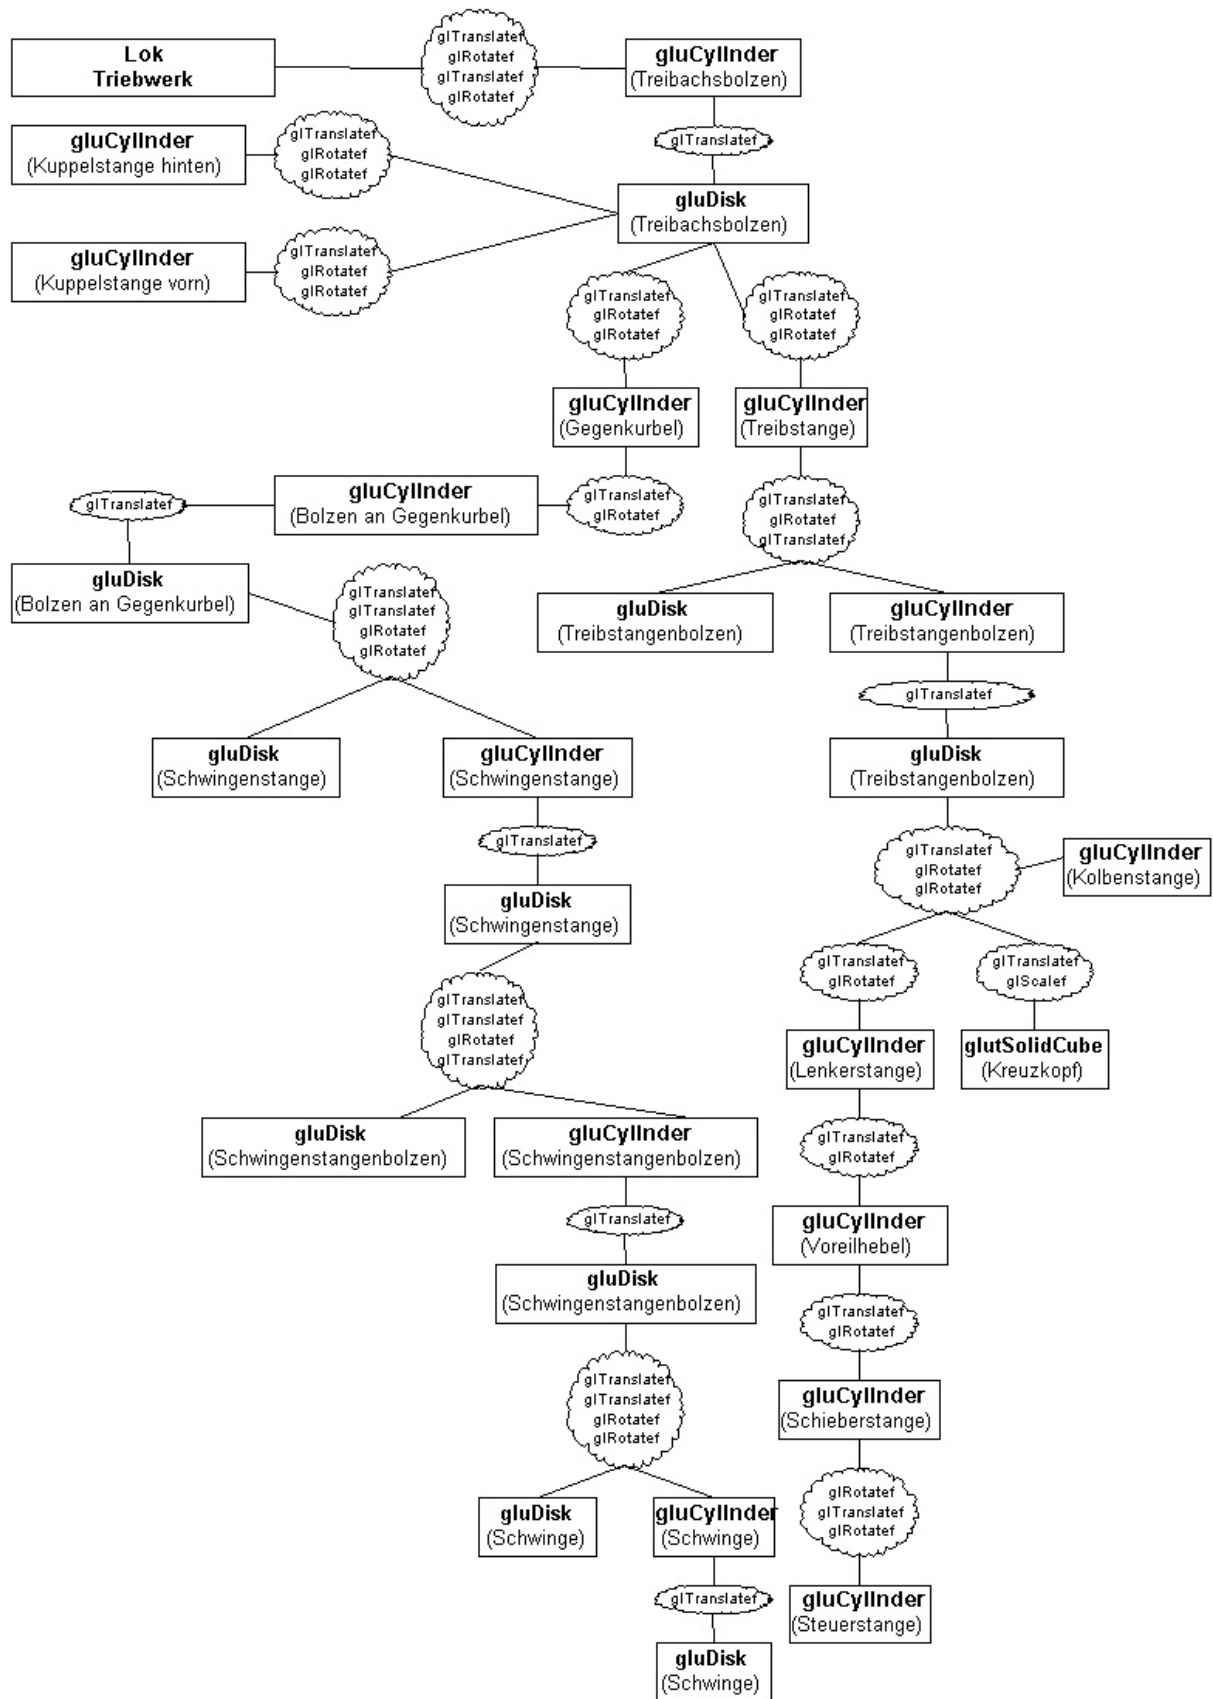 Lok
Triebwerk
glTranslatef
glRotatef
glTranslatef
glRotatef
gluCylInder
(Treibachsbolzen)
glTranslatef
gluCylInder
(Kuppelstange hinten)
glTranslatef
glRotatef
glRotatef
gluDisk
(Treibachsbolzen)
gluCylInder
(Kuppelstange vorn)
glTranslatef
glRotatef
glRotatef
glTranslatef
glRotatef
glRotatef
glTranslatef
glRotatef
glRotatef
gluCylInder
(Gegenkurbel)
gluCylInder
(Treibstange)
glTranslatef
gluCylInder
(Bolzen an Gegenkurbel)
glTranslatef
glRotatef
glTranslatef
glRotatef
glTranslatef
gluDisk
(Bolzen an Gegenkurbel)
glTranslatef
glTranslatef
glRotatef
glRotatef
gluDisk
(Treibstangenbolzen)
gluCylInder
(Treibstangenbolzen)
glTranslatef
gluDisk
(Schwingenstange)
gluCylInder
(Schwingenstange)
gluDisk
(Treibstangenbolzen)
glTranslatef
glTranslatef
glRotatef
glRotatef
gluCylInder
(Kolbenstange)
gluDisk
(Schwingenstange)
glTranslatef
glRotatef
glTranslatef
glScalef
glTranslatef
glTranslatef
glRotatef
glTranslatef
gluCylInder
(Lenkerstange)
glutSolidCube
(Kreuzkopf)
gluDisk
(Schwingenstangenbolzen)
gluCylInder
(Schwingenstangenbolzen)
glTranslatef
glRotatef
glTranslatef
gluCylInder
(Voreilhebel)
gluDisk
(Schwingenstangenbolzen)
glTranslatef
glRotatef
glTranslatef
glTranslatef
glRotatef
glRotatef
gluCylInder
(Schieberstange)
gluDisk
(Schwinge)
gluCylInder
(Schwinge)
glRotatef
glTranslatef
glRotatef
glTranslatef
gluCylInder
(Steuerstange)
gluDisk
(Schwinge)